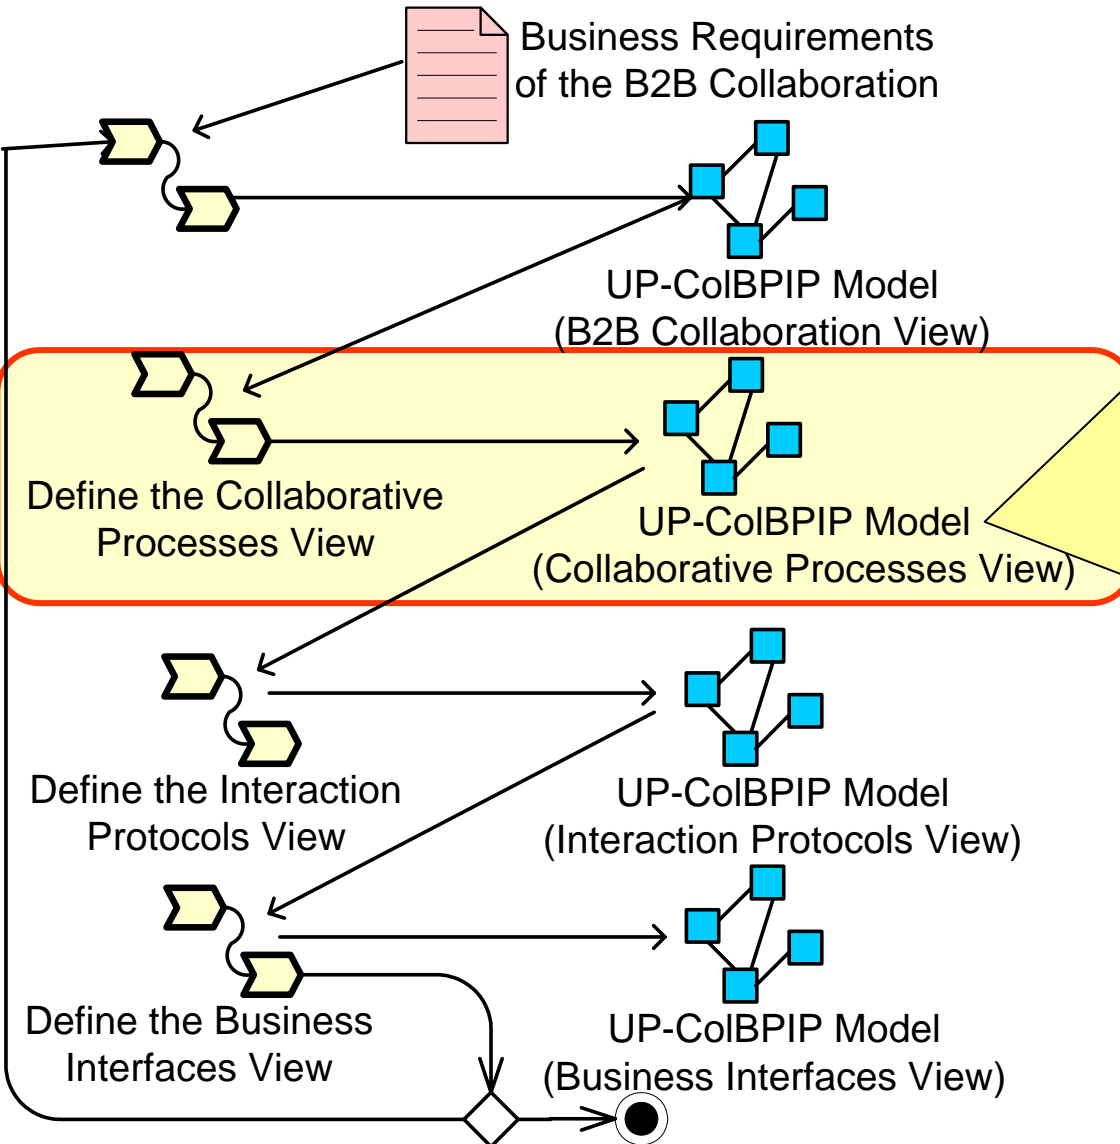 Business Requirements
of the B2B Collaboration
UP-ColBPIP Model
(B2B Collaboration View)
Define the Collaborative
Processes View
UP-ColBPIP Model
(Collaborative Processes View)
Define the Interaction
Protocols View
UP-ColBPIP Model
(Interaction Protocols View)
Define the Business
Interfaces View
UP-ColBPIP Model
(Business Interfaces View)